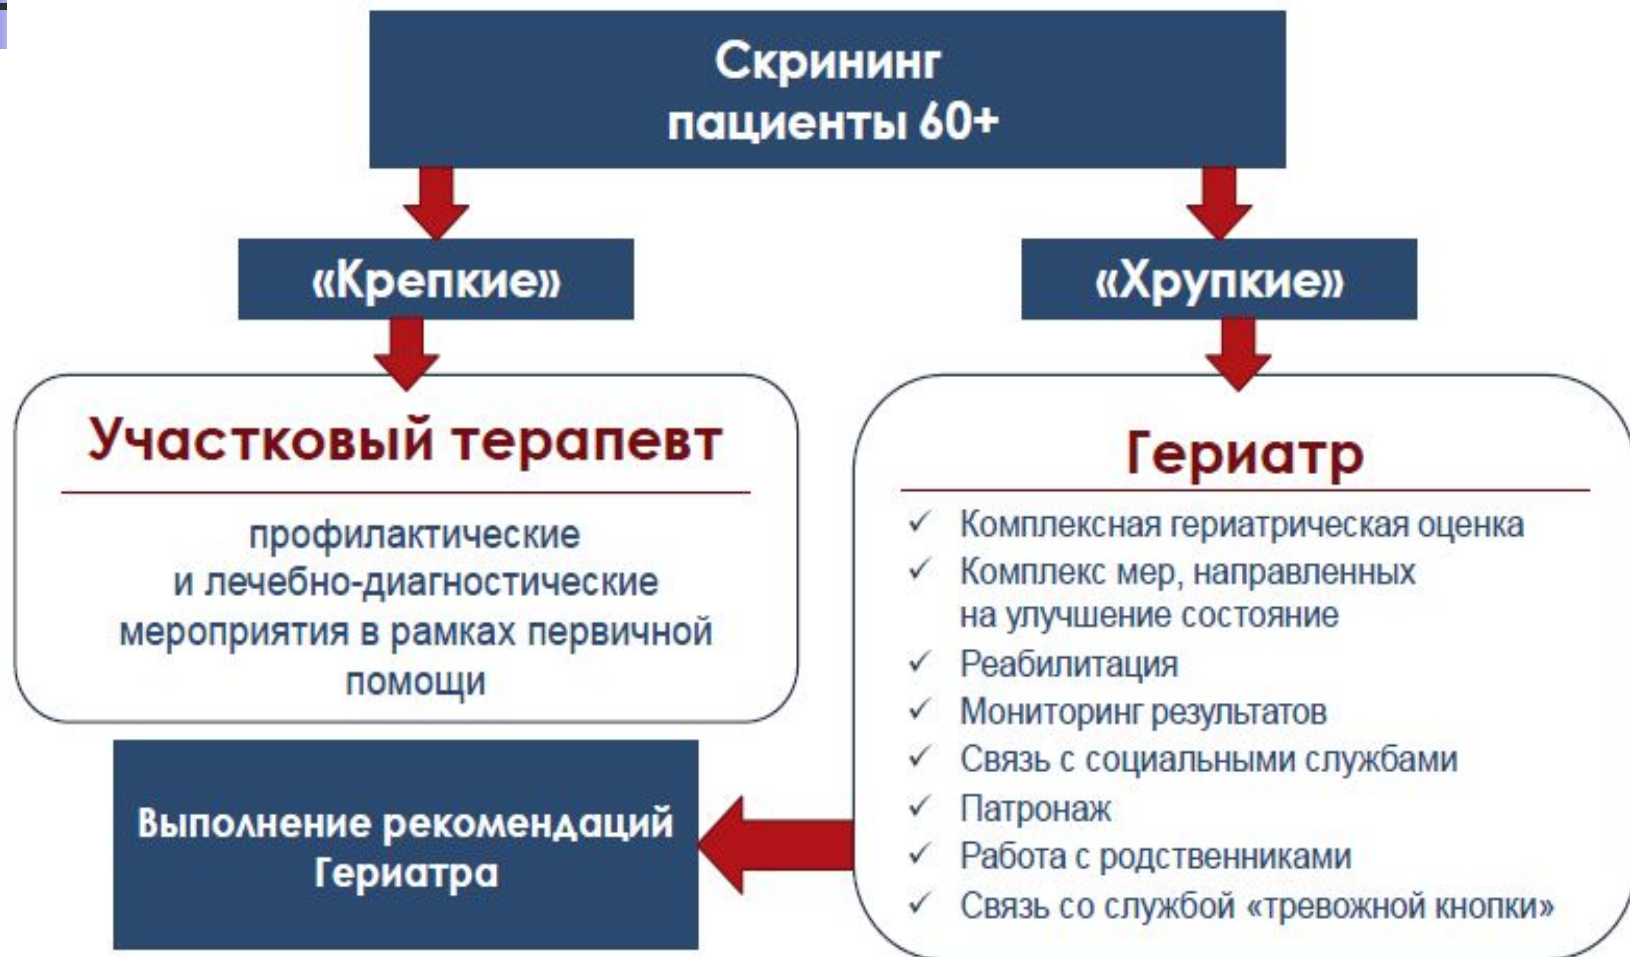 Скрининг
пациенты 60+
«Крепкие»
«Хрупкие»
Участковый терапевт
профилактические
и лечебно-диагностические
мероприятия в рамках первичной
помощи
Гериатр
✓ Комплексная гериатрическая оценка
✓ Комплекс мер, направленных
на улучшение состояние
✓ Реабилитация
✓ Мониторинг результатов
✓ Связь с социальными службами
✓ Патронаж
✓ Работа с родственниками
✓ Связь со службой «тревожной кнопки»
Выполнение рекомендаций
Гериатра